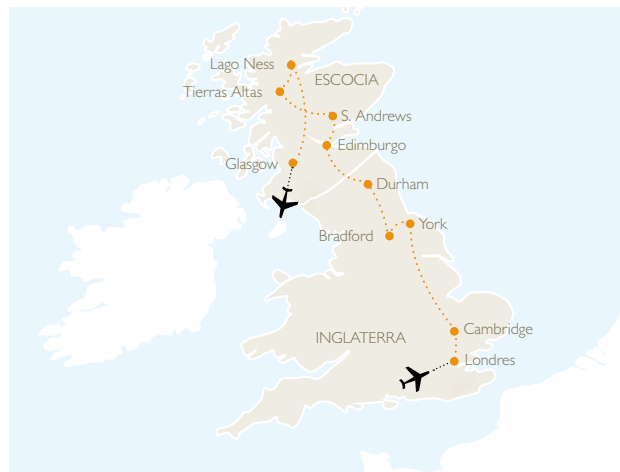 Lago Ness
ESCOCIA
Tierras Altas
S. Andrews
Edimburgo
Glasgow
Durham
York
Bradford
Cambridge
INGLATERRA
Londres